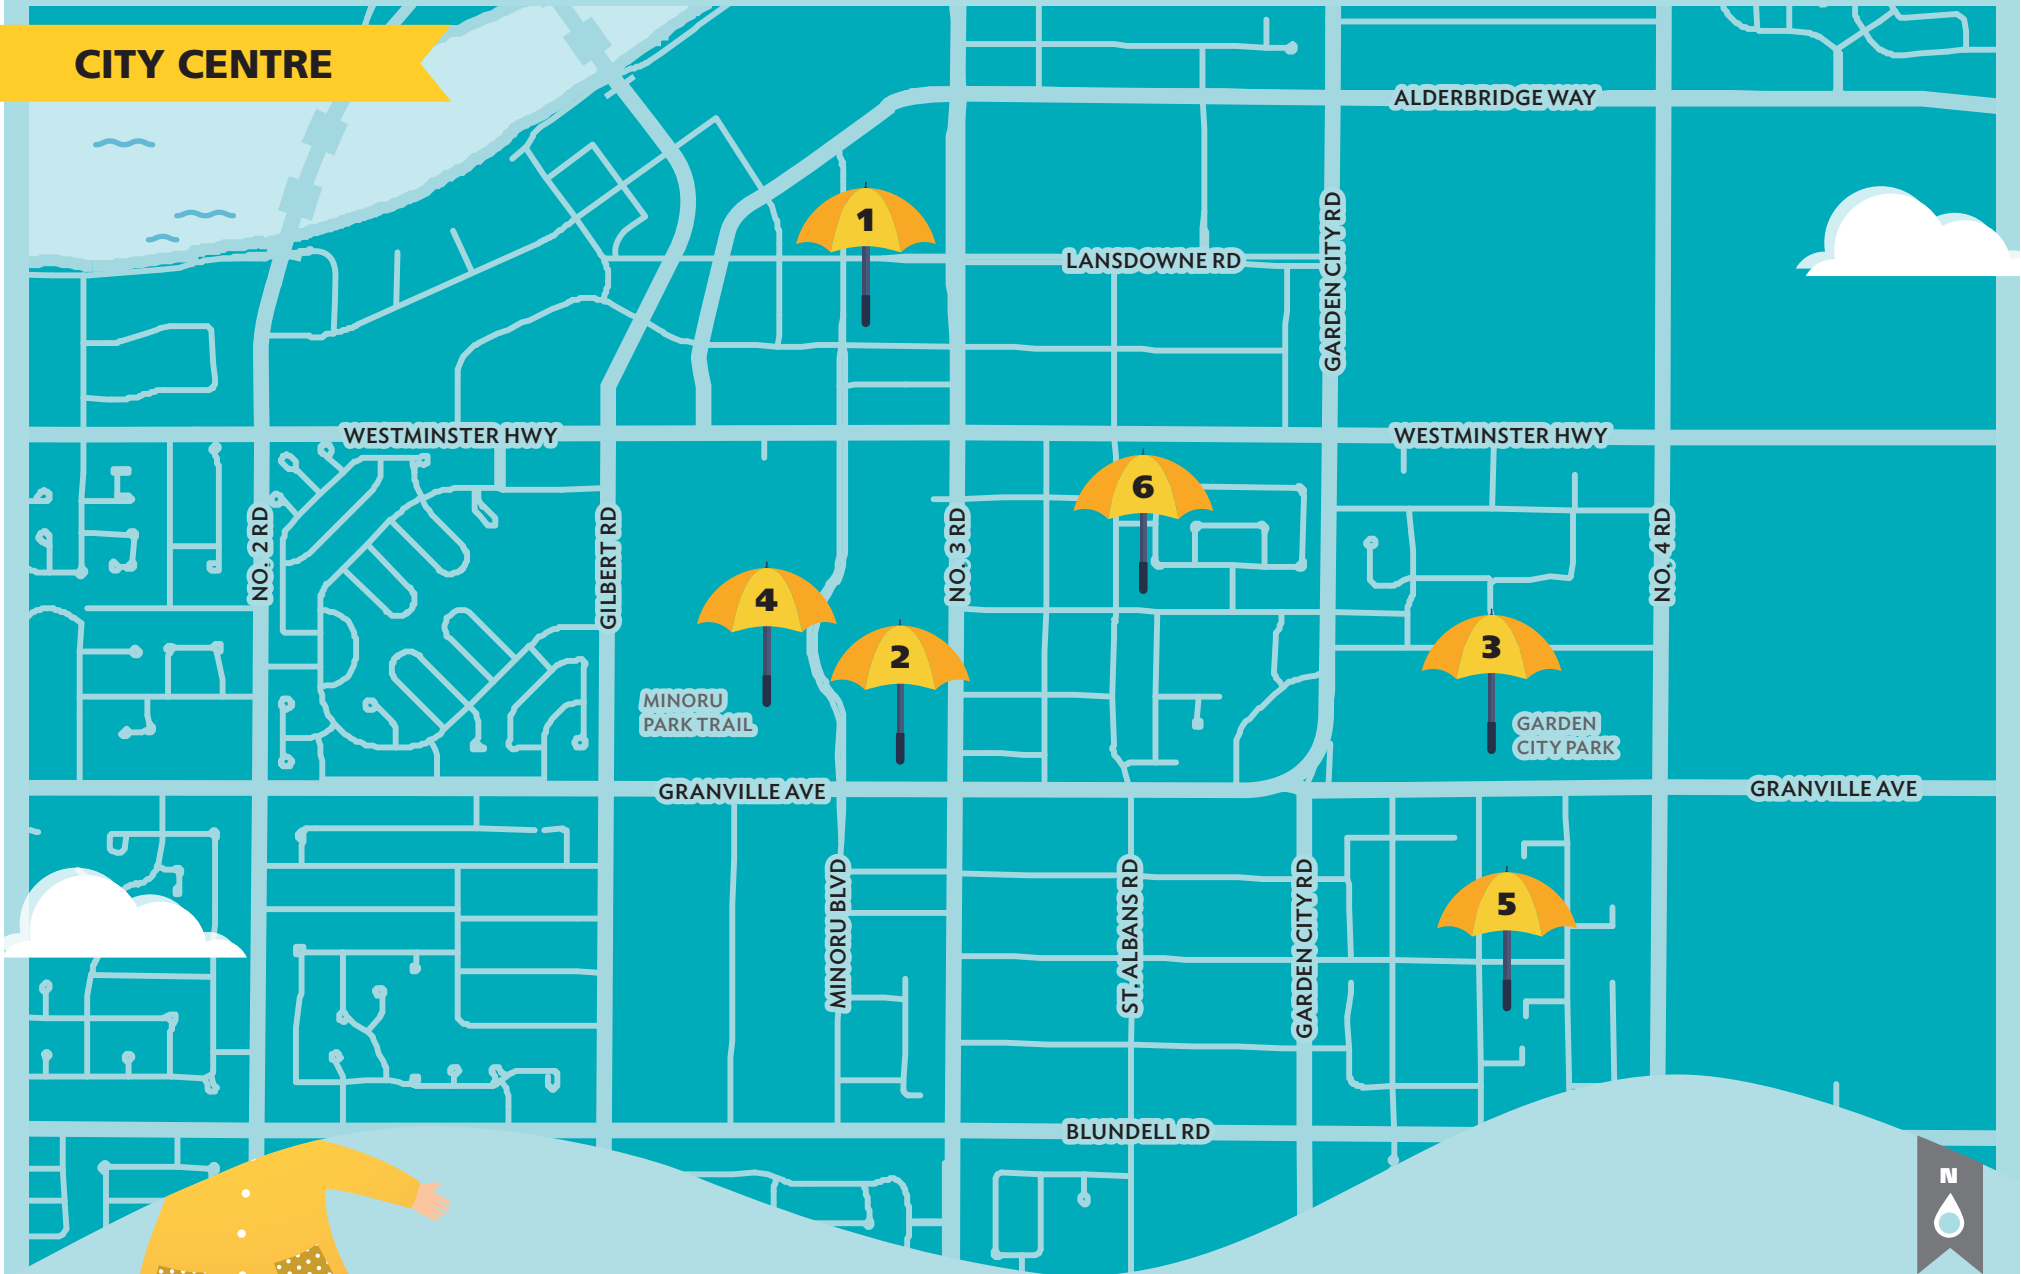 CITY CENTRE
ALDERBRIDGE WAY
1
GARDEN CITY RD
LANSDOWNE RD
WESTMINSTER HWY
WESTMINSTER HWY
6
NO. 2 RD
GILBERT RD
NO. 3 RD
NO. 4 RD
4
2
3
MINORU
PARK TRAIL
GARDEN
CITY PARK
GRANVILLE AVE
GRANVILLE AVE
MINORU BLVD
ST. ALBANS RD
GARDEN CITY RD
5
BLUNDELL RD
N